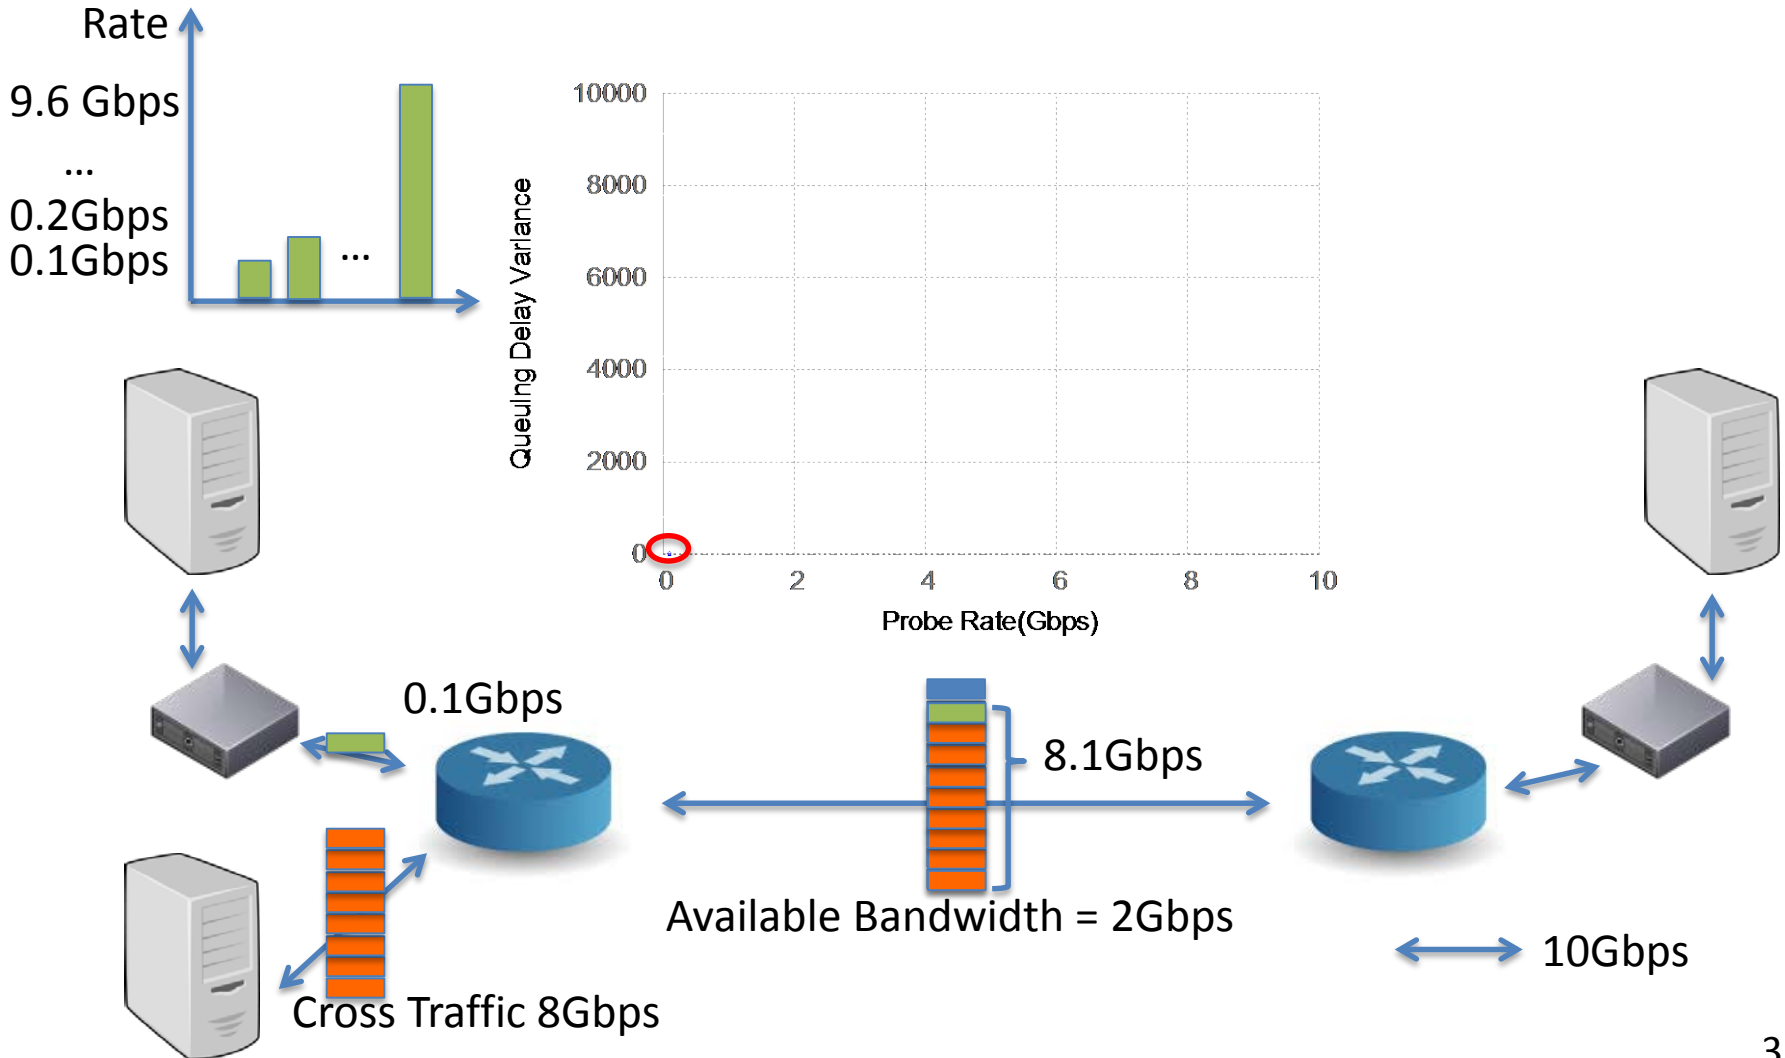 Rate
9.6 Gbps
...
0.2Gbps
0.1Gbps
...
10000
8000
6000
4000
2000
0
Queuing Delay Variance
0 2 4 6 8 10
Probe Rate(Gbps)
0.1Gbps
8.1Gbps
Available Bandwidth = 2Gbps
10Gbps
Cross Traffic 8Gbps
3